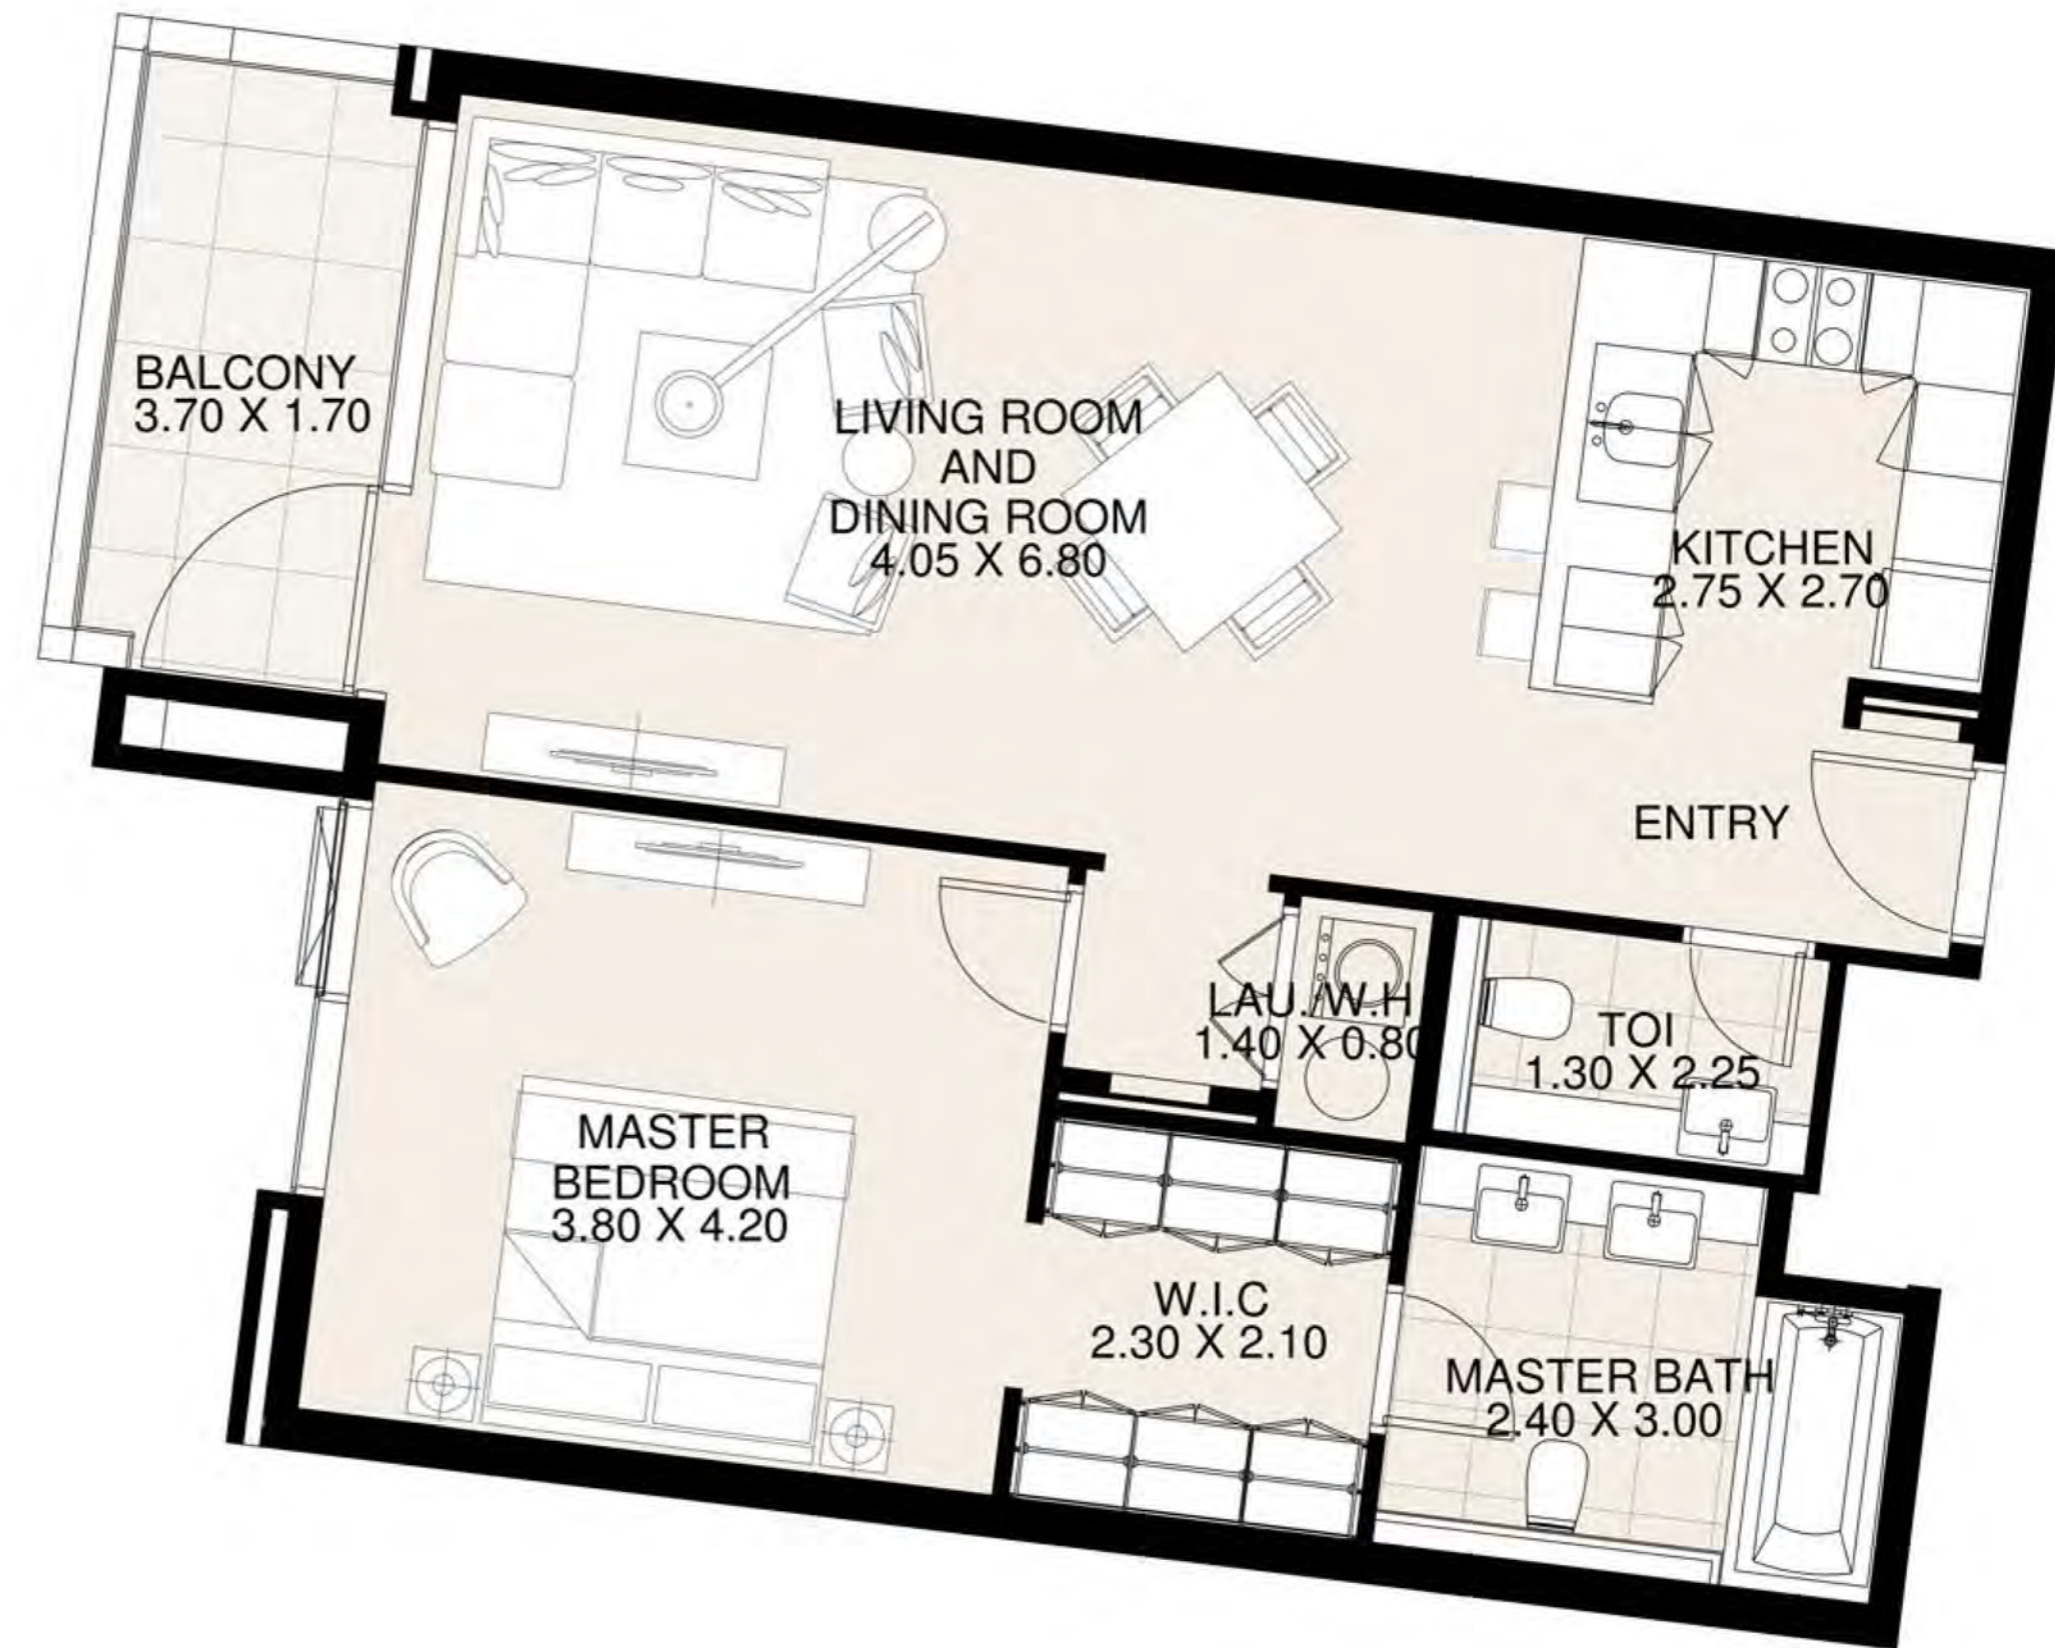 BALCONY
3.70 X 1.70
LIVING ROOM
AND
DINING ROOM
4.05 X 6.80
KITCHEN
2.75 X 2.70
ENTRY
LAU./W.H
1.40 X 0.80
TOI
1.30 X 2.25
MASTER
BEDROOM
3.80 X 4.20
W.I.C
2.30 X 2.10
MASTER BATH
2.40 X 3.00